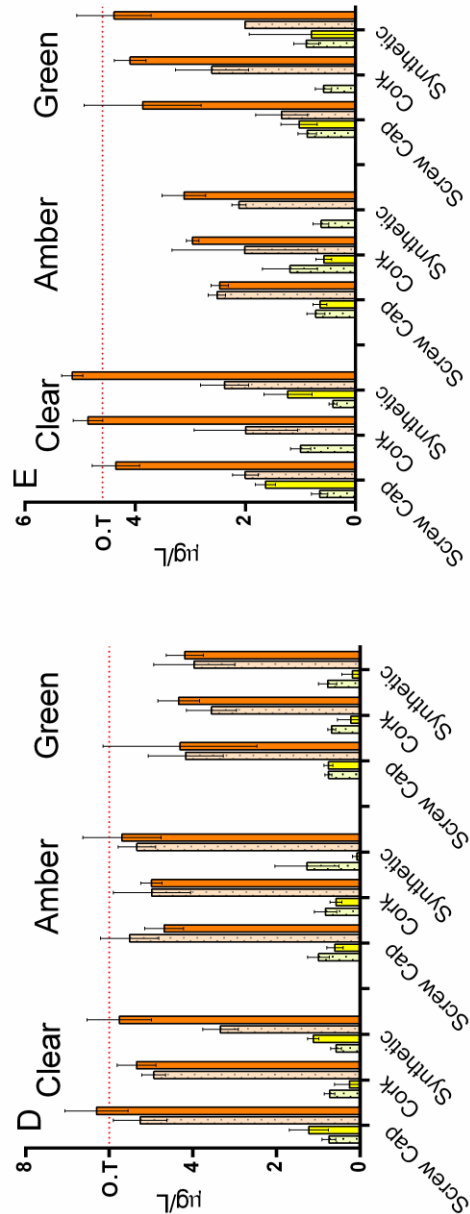 D
Clear
Amber
Green
8
O.T
4
2
0
µg/L
Screw Cap
Cork
Synthetic
Screw Cap
Cork
Synthetic
Screw Cap
Cork
Synthetic
E
Clear
Amber
Green
6
O.T
4
2
0
µg/L
Screw Cap
Cork
Synthetic
Screw Cap
Cork
Synthetic
Screw Cap
Cork
Synthetic